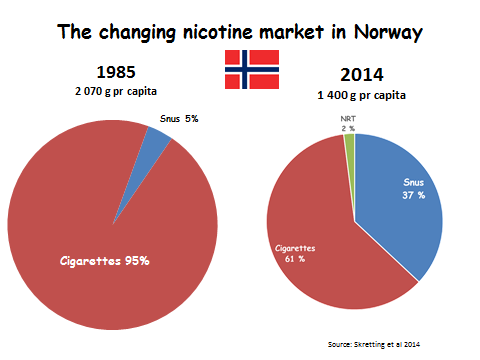 The changing nicotine market in Norway
1985
2 070 g pr capita
Snus 5%
Cigarettes 95%
2014
1 400 g pr capita
NRT
2 %
Snus
37 %
Cigarettes
61 %
Source: Skretting et al 2014